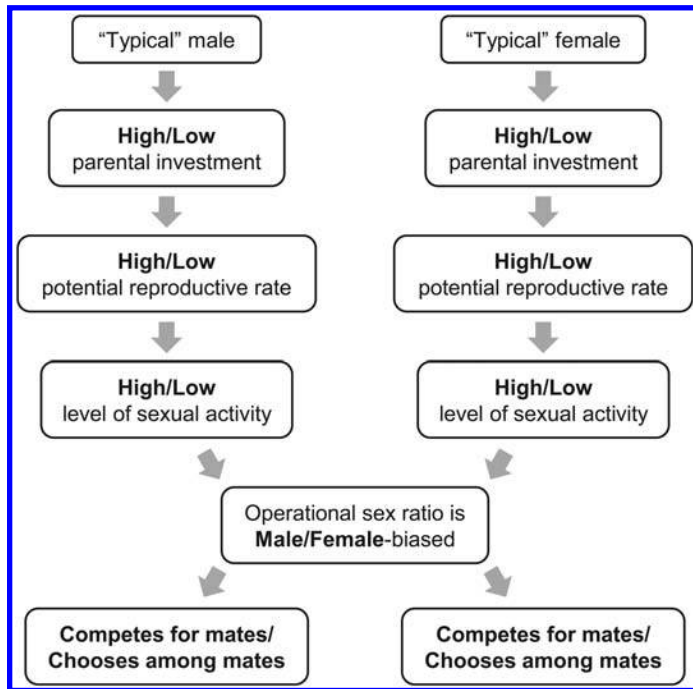 “Typical” male
“Typical” female
High/Low
parental investment
High/Low
parental investment
High/Low
potential reproductive rate
High/Low
potential reproductive rate
High/Low
level of sexual activity
High/Low
level of sexual activity
Operational sex ratio is
Male/Female-biased
Competes for mates/
Chooses among mates
Competes for mates/
Chooses among mates